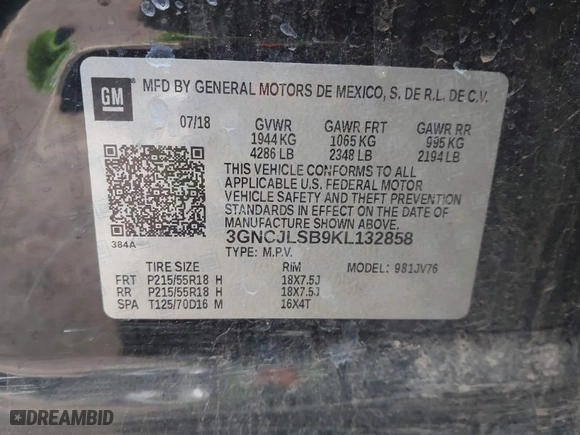 GM
MFD BY GENERAL MOTORS DE MEXICO, S. DE R.L. DE C.V.
07/18 GVWR GAWR FRT GAWR RR
1944 KG 1065 KG 995 KG
4286 LB 2348 LB 2194 LB
THIS VEHICLE CONFORMS TO ALL
APPLICABLE U.S. FEDERAL MOTOR
VEHICLE SAFETY AND THEFT PREVENTION
STANDARDS IN EFFECT ON THE DATE OF
MANUFACTURE SHOWN ABOVE.
384A 3GNCJLSB9KL132858
TYPE: M.P.V.
TIRE SIZE RIM MODEL: 981JV76
FRT P215/55R18 H 18X7.5J
RR P215/55R18 H 18X7.5J
SPA T125/70D16 M 16X4T
DREAMBID